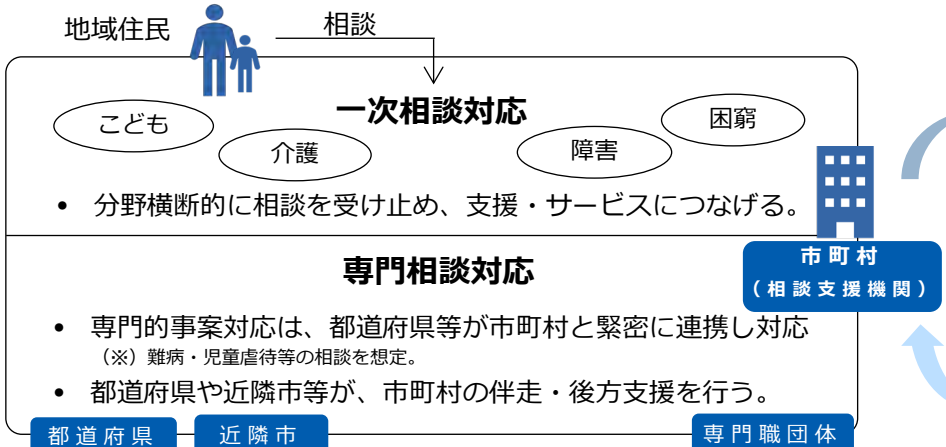 地域住民
相談
一次相談対応
こども
介護
障害
困窮
• 分野横断的に相談を受け止め、支援・サービスにつなげる。
市町村
(相談支援機関)
専門相談対応
• 専門的事案対応は、都道府県等が市町村と緊密に連携し対応
（※）難病・児童虐待等の相談を想定。
• 都道府県や近隣市等が、市町村の伴走・後方支援を行う。
都道府県
近隣市
専門職団体